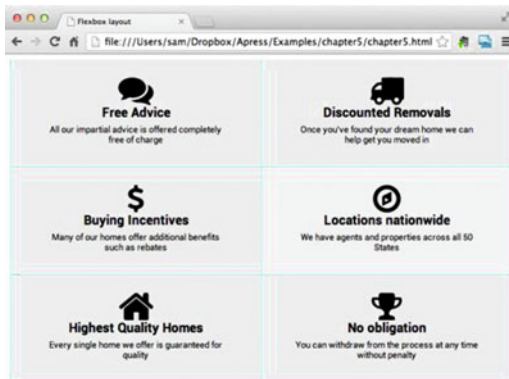 Flexbox layout
file:///Users/sam/Dropbox/Apress/Examples/chapter5/chapter5.html
Free Advice
All our impartial advice is offered completely
free of charge
Discounted Removals
Once you've found your dream home we can
help get you moved in
Buying Incentives
Many of our homes offer additional benefits
such as rebates
Locations nationwide
We have agents and properties across all 50
States
Highest Quality Homes
Every single home we offer is guaranteed for
quality
No obligation
You can withdraw from the process at any time
without penalty